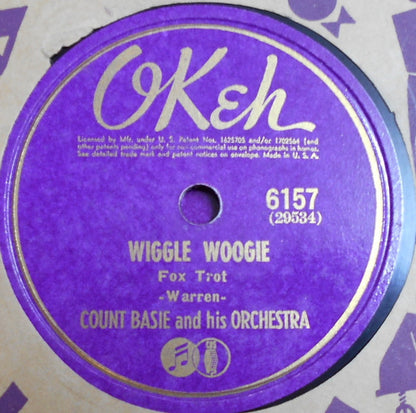 OKeh
Licensed by Mfr. under U. S. Patent Nos. 1625705 and/or 1702564 (and
other patents pending) only for non-commercial use on phonographs in homes.
See detailed trade mark and patent notices on envelope. Made in U. S. A.
6157
(29534)
WIGGLE WOOGIE
Fox Trot
-Warren-
COUNT BASIE and his ORCHESTRA